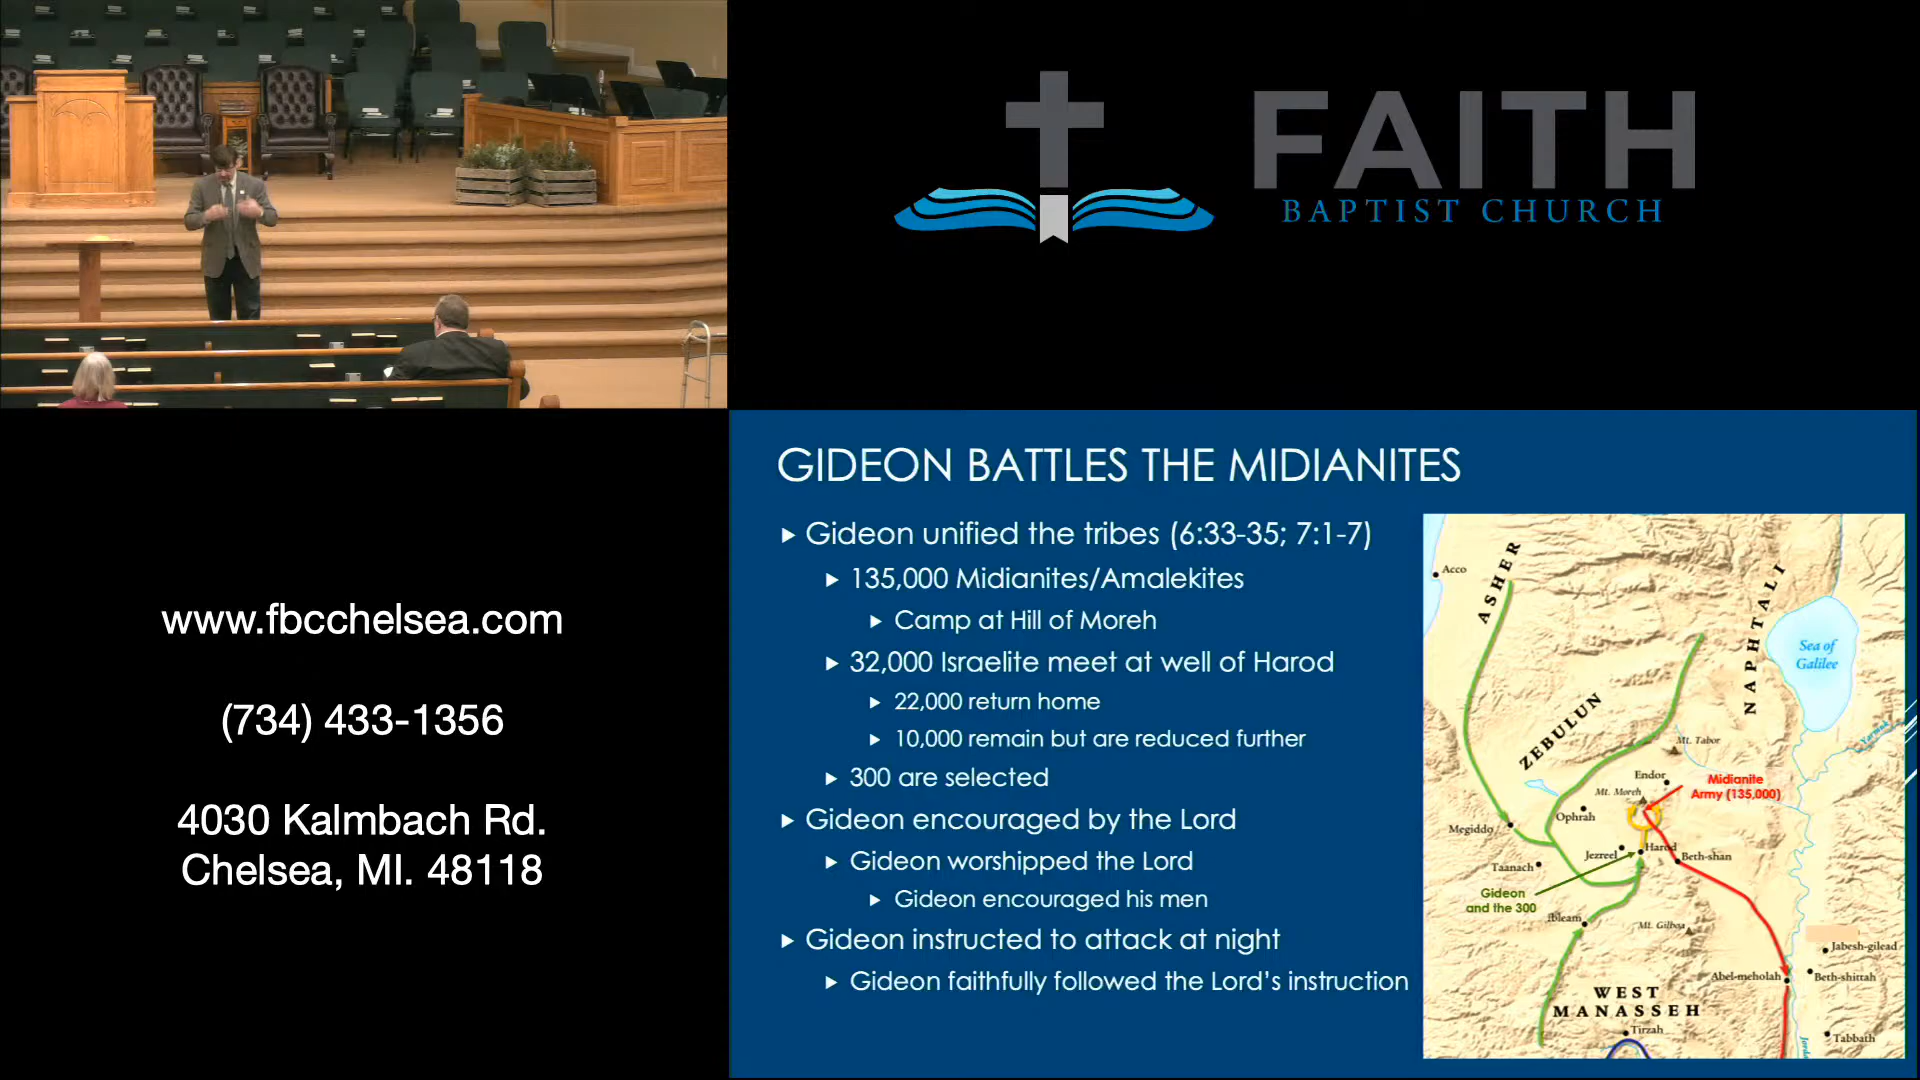 FAITH
BAPTIST CHURCH
www.fbcchelsea.com
(734) 433-1356
4030 Kalmbach Rd.
Chelsea, MI. 48118
GIDEON BATTLES THE MIDIANITES
Gideon unified the tribes (6:33-35; 7:1-7)
135,000 Midianites/Amalekites
Camp at Hill of Moreh
32,000 Israelite meet at well of Harod
22,000 return home
10,000 remain but are reduced further
300 are selected
Gideon encouraged by the Lord
Gideon worshipped the Lord
Gideon encouraged his men
Gideon instructed to attack at night
Gideon faithfully followed the Lord's instruction
Acco
ASHER
NAPHTALI
Sea of
Galilee
ZEBULUN
Yarmuk
Mt. Tabor
Endor
Midianite
Army (135,000)
Mt. Moreh
Ophrah
Megiddo
Jezreel
Harod
Beth-shan
Taanach
Gideon
and the 300
Ibleam
Mt. Gilboa
Jabesh-gilead
Abel-meholah
Beth-shittah
WEST
MANASSEH
Tirzah
Tabbath